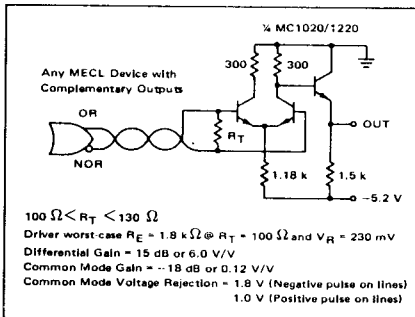 ¼ MC1020/1220
300
300
Any MECL Device with
Complementary Outputs
OR
R_T
OUT
NOR
1.18 k
1.5 k
−5.2 V
100 Ω < R_T < 130 Ω
Driver worst-case R_E = 1.8 kΩ @ R_T = 100 Ω and V_R = 230 mV
Differential Gain = 15 dB or 6.0 V/V
Common Mode Gain = -- 18 dB or 0.12 V/V
Common Mode Voltage Rejection = 1.8 V (Negative pulse on lines)
1.0 V (Positive pulse on lines)